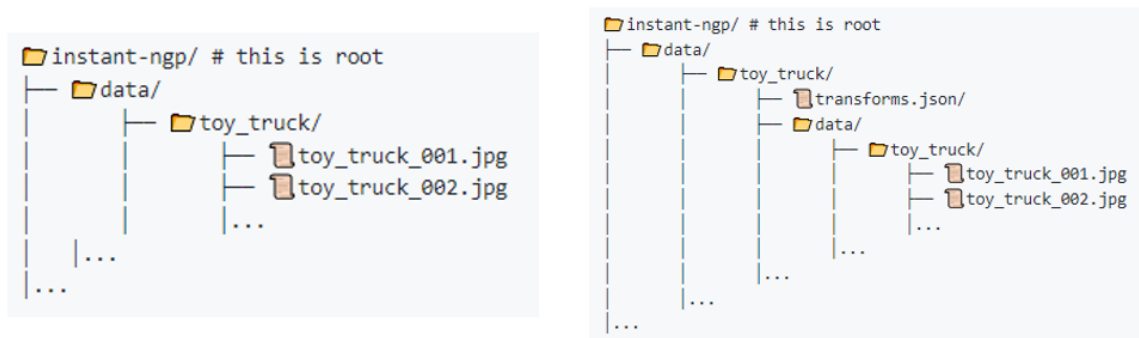 instant-ngp/ # this is root
├── data/
│ ├── toy_truck/
│ │ ├── toy_truck_001.jpg
│ │ ├── toy_truck_002.jpg
│ │ │...
│ │...
│...
instant-ngp/ # this is root
├── data/
│ ├── toy_truck/
│ │ ├── transforms.json/
│ │ ├── data/
│ │ │ ├── toy_truck/
│ │ │ │ ├── toy_truck_001.jpg
│ │ │ │ ├── toy_truck_002.jpg
│ │ │ │ │...
│ │ │ │...
│ │ │...
│ │...
│...